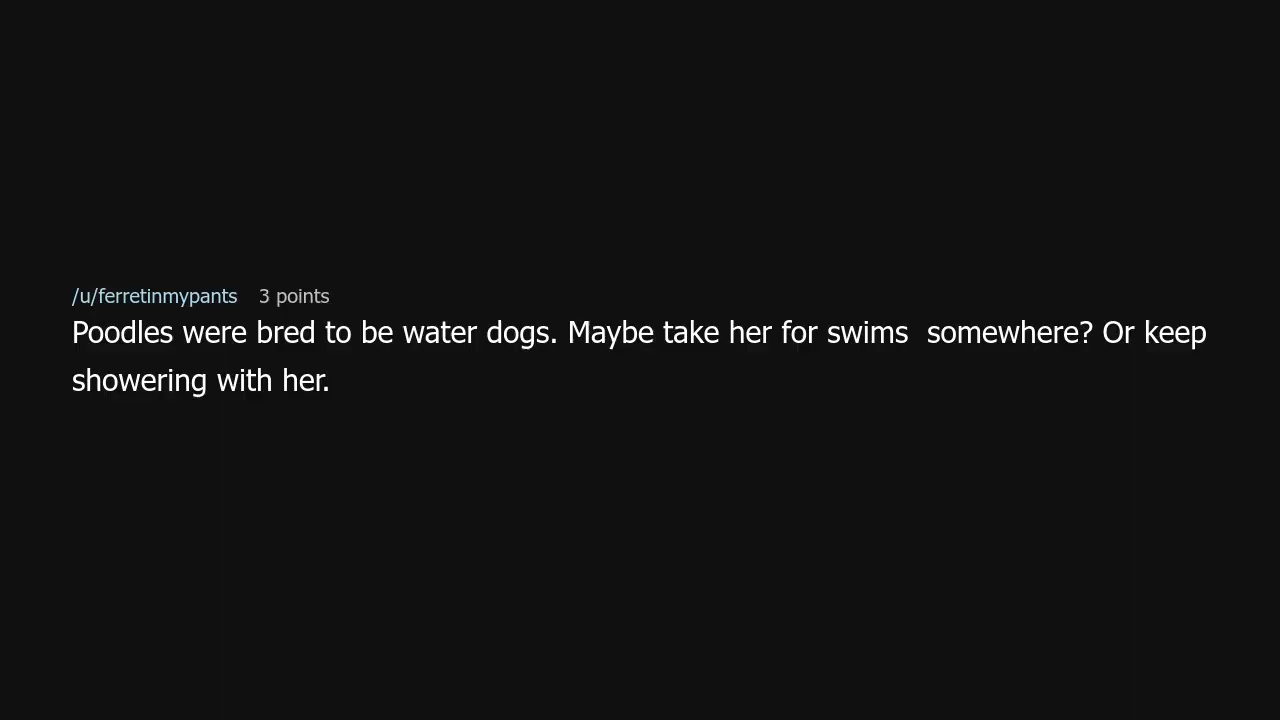 /u/ferretinmypants 3 points
Poodles were bred to be water dogs. Maybe take her for swims  somewhere? Or keep
showering with her.